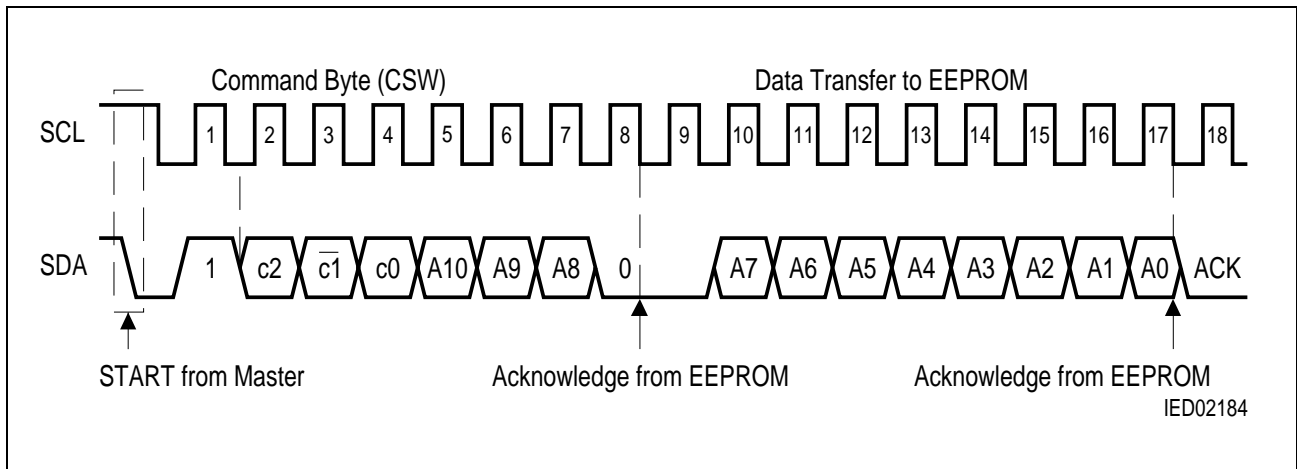 Command Byte (CSW) Data Transfer to EEPROM
SCL 1 2 3 4 5 6 7 8 9 10 11 12 13 14 15 16 17 18
SDA 1 c2 c̅1̅ c0 A10 A9 A8 0 A7 A6 A5 A4 A3 A2 A1 A0 ACK
START from Master Acknowledge from EEPROM Acknowledge from EEPROM
IED02184